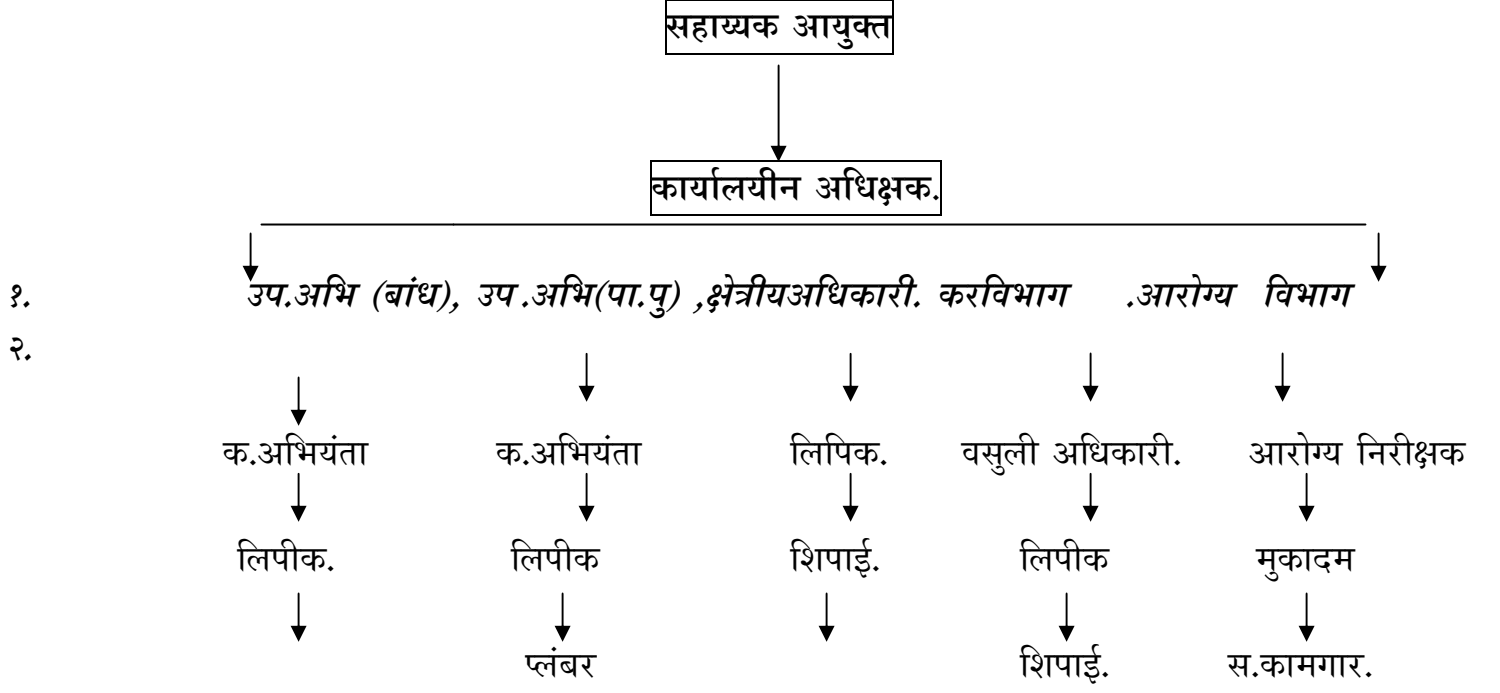 सहाय्यक आयुक्त
कार्यालयीन अधिक्षक.
१. उप.अभि (बांध), उप .अभि(पा.पु) ,क्षेत्रीयअधिकारी. करविभाग .आरोग्य विभाग
२.
क.अभियंता क.अभियंता लिपिक. वसुली अधिकारी. आरोग्य निरीक्षक
लिपीक. लिपीक शिपाई. लिपीक मुकादम
प्लंबर शिपाई. स.कामगार.